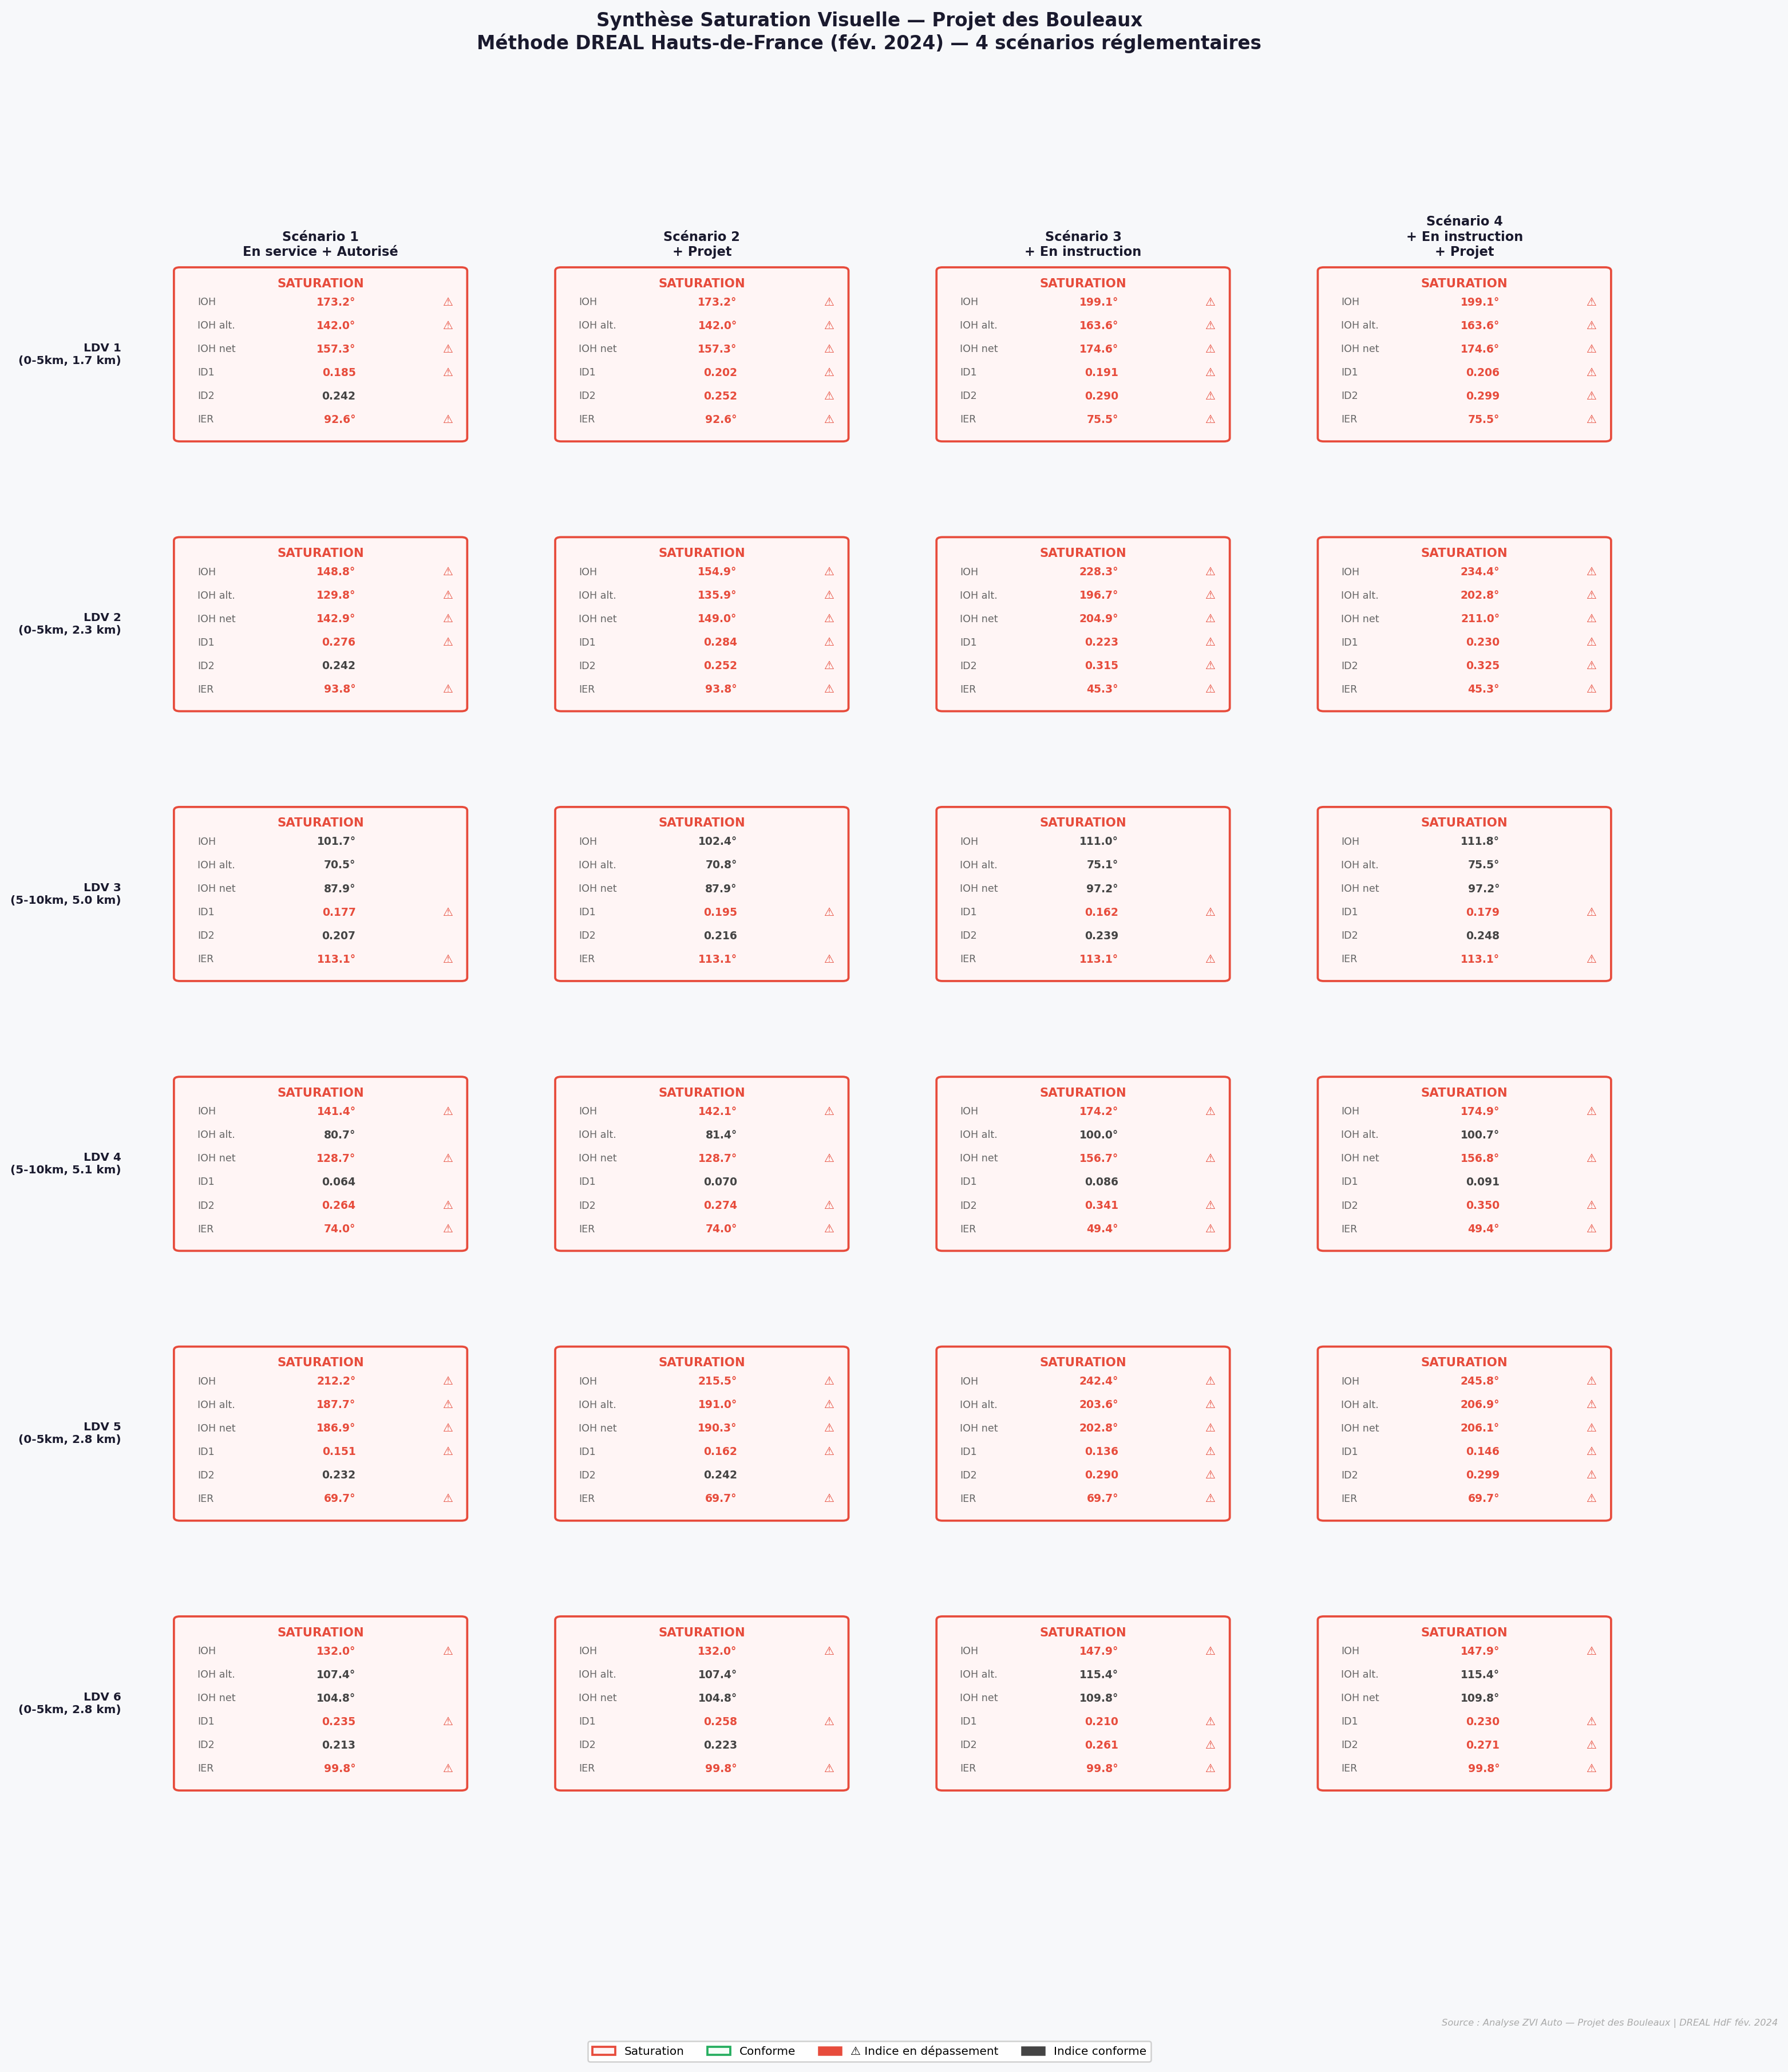 Synthèse Saturation Visuelle — Projet des Bouleaux
Méthode DREAL Hauts-de-France (fév. 2024) — 4 scénarios réglementaires
Scénario 1
En service + Autorisé
Scénario 2
+ Projet
Scénario 3
+ En instruction
Scénario 4
+ En instruction
+ Projet
LDV 1
(0-5km, 1.7 km)
SATURATION
IOH 173.2° ⚠
IOH alt. 142.0° ⚠
IOH net 157.3° ⚠
ID1 0.185 ⚠
ID2 0.242
IER 92.6° ⚠
SATURATION
IOH 173.2° ⚠
IOH alt. 142.0° ⚠
IOH net 157.3° ⚠
ID1 0.202 ⚠
ID2 0.252 ⚠
IER 92.6° ⚠
SATURATION
IOH 199.1° ⚠
IOH alt. 163.6° ⚠
IOH net 174.6° ⚠
ID1 0.191 ⚠
ID2 0.290 ⚠
IER 75.5° ⚠
SATURATION
IOH 199.1° ⚠
IOH alt. 163.6° ⚠
IOH net 174.6° ⚠
ID1 0.206 ⚠
ID2 0.299 ⚠
IER 75.5° ⚠
LDV 2
(0-5km, 2.3 km)
SATURATION
IOH 148.8° ⚠
IOH alt. 129.8° ⚠
IOH net 142.9° ⚠
ID1 0.276 ⚠
ID2 0.242
IER 93.8° ⚠
SATURATION
IOH 154.9° ⚠
IOH alt. 135.9° ⚠
IOH net 149.0° ⚠
ID1 0.284 ⚠
ID2 0.252 ⚠
IER 93.8° ⚠
SATURATION
IOH 228.3° ⚠
IOH alt. 196.7° ⚠
IOH net 204.9° ⚠
ID1 0.223 ⚠
ID2 0.315 ⚠
IER 45.3° ⚠
SATURATION
IOH 234.4° ⚠
IOH alt. 202.8° ⚠
IOH net 211.0° ⚠
ID1 0.230 ⚠
ID2 0.325 ⚠
IER 45.3° ⚠
LDV 3
(5-10km, 5.0 km)
SATURATION
IOH 101.7°
IOH alt. 70.5°
IOH net 87.9°
ID1 0.177 ⚠
ID2 0.207
IER 113.1° ⚠
SATURATION
IOH 102.4°
IOH alt. 70.8°
IOH net 87.9°
ID1 0.195 ⚠
ID2 0.216
IER 113.1° ⚠
SATURATION
IOH 111.0°
IOH alt. 75.1°
IOH net 97.2°
ID1 0.162 ⚠
ID2 0.239
IER 113.1° ⚠
SATURATION
IOH 111.8°
IOH alt. 75.5°
IOH net 97.2°
ID1 0.179 ⚠
ID2 0.248
IER 113.1° ⚠
LDV 4
(5-10km, 5.1 km)
SATURATION
IOH 141.4° ⚠
IOH alt. 80.7°
IOH net 128.7° ⚠
ID1 0.064
ID2 0.264 ⚠
IER 74.0° ⚠
SATURATION
IOH 142.1° ⚠
IOH alt. 81.4°
IOH net 128.7° ⚠
ID1 0.070
ID2 0.274 ⚠
IER 74.0° ⚠
SATURATION
IOH 174.2° ⚠
IOH alt. 100.0°
IOH net 156.7° ⚠
ID1 0.086
ID2 0.341 ⚠
IER 49.4° ⚠
SATURATION
IOH 174.9° ⚠
IOH alt. 100.7°
IOH net 156.8° ⚠
ID1 0.091
ID2 0.350 ⚠
IER 49.4° ⚠
LDV 5
(0-5km, 2.8 km)
SATURATION
IOH 212.2° ⚠
IOH alt. 187.7° ⚠
IOH net 186.9° ⚠
ID1 0.151 ⚠
ID2 0.232
IER 69.7° ⚠
SATURATION
IOH 215.5° ⚠
IOH alt. 191.0° ⚠
IOH net 190.3° ⚠
ID1 0.162 ⚠
ID2 0.242
IER 69.7° ⚠
SATURATION
IOH 242.4° ⚠
IOH alt. 203.6° ⚠
IOH net 202.8° ⚠
ID1 0.136 ⚠
ID2 0.290 ⚠
IER 69.7° ⚠
SATURATION
IOH 245.8° ⚠
IOH alt. 206.9° ⚠
IOH net 206.1° ⚠
ID1 0.146 ⚠
ID2 0.299 ⚠
IER 69.7° ⚠
LDV 6
(0-5km, 2.8 km)
SATURATION
IOH 132.0° ⚠
IOH alt. 107.4°
IOH net 104.8°
ID1 0.235 ⚠
ID2 0.213
IER 99.8° ⚠
SATURATION
IOH 132.0° ⚠
IOH alt. 107.4°
IOH net 104.8°
ID1 0.258 ⚠
ID2 0.223
IER 99.8° ⚠
SATURATION
IOH 147.9° ⚠
IOH alt. 115.4°
IOH net 109.8°
ID1 0.210 ⚠
ID2 0.261 ⚠
IER 99.8° ⚠
SATURATION
IOH 147.9° ⚠
IOH alt. 115.4°
IOH net 109.8°
ID1 0.230 ⚠
ID2 0.271 ⚠
IER 99.8° ⚠
Source : Analyse ZVI Auto — Projet des Bouleaux | DREAL HdF fév. 2024
Saturation Conforme ⚠ Indice en dépassement Indice conforme